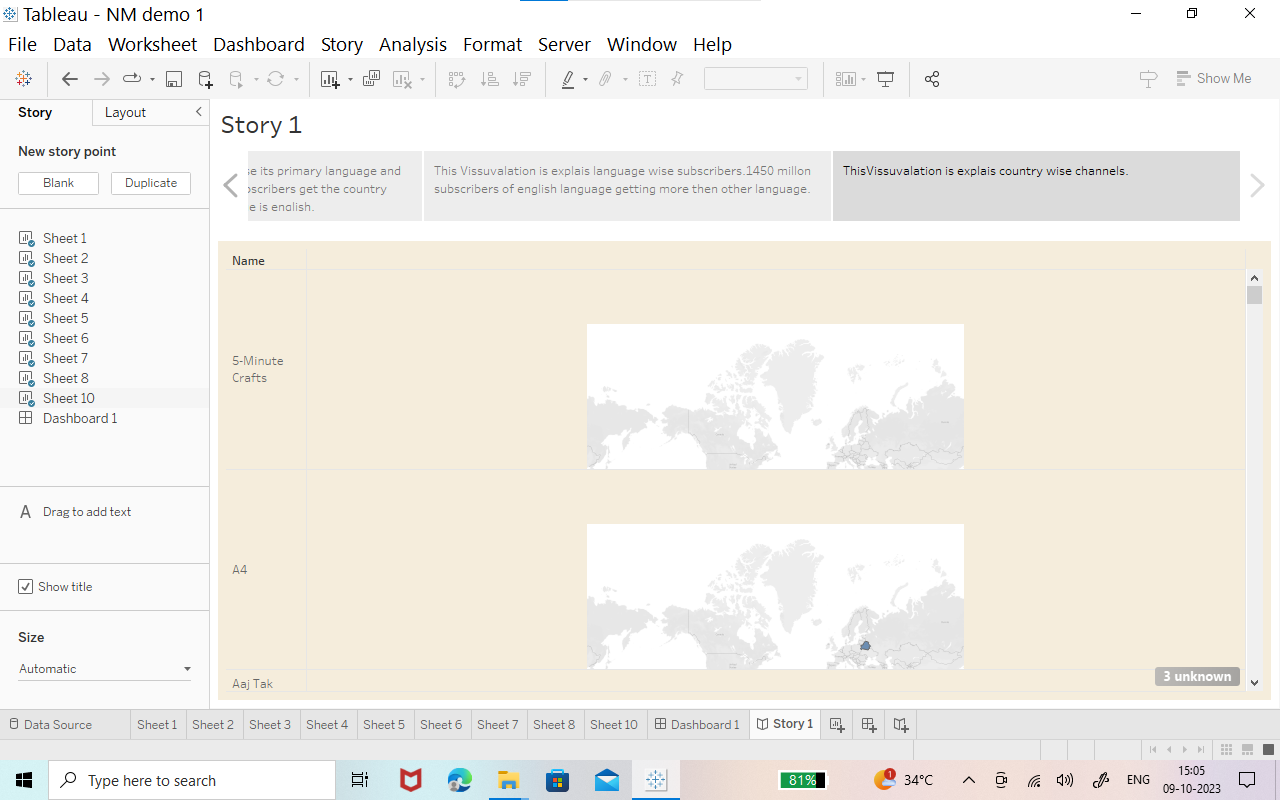 Tableau - NM demo 1
File Data Worksheet Dashboard Story Analysis Format Server Window Help
Show Me
Story Layout
New story point
Blank Duplicate
Sheet 1
Sheet 2
Sheet 3
Sheet 4
Sheet 5
Sheet 6
Sheet 7
Sheet 8
Sheet 10
Dashboard 1
A Drag to add text
Show title
Size
Automatic
Story 1
se its primary language and
oscribers get the country
e is english.
This Vissuvalation is explais language wise subscribers.1450 millon
subscribers of english language getting more then other language.
ThisVissuvalation is explais country wise channels.
Name
5-Minute
Crafts
A4
Aaj Tak
3 unknown
Data Source Sheet 1 Sheet 2 Sheet 3 Sheet 4 Sheet 5 Sheet 6 Sheet 7 Sheet 8 Sheet 10 Dashboard 1 Story 1
Type here to search
81%
1
34°C
ENG
15:05
09-10-2023